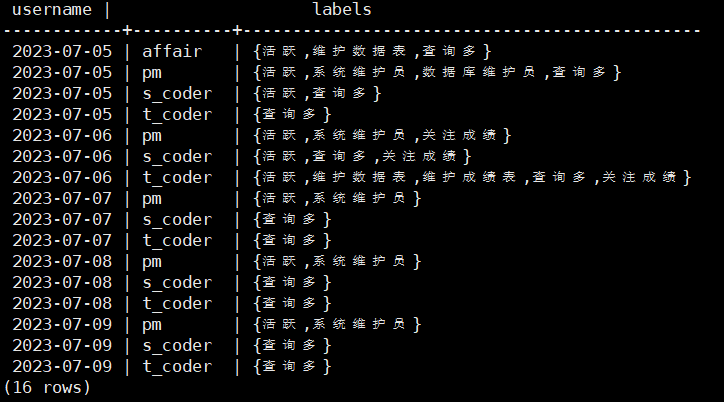 username | labels
------------+----------+--------------------------------------------
2023-07-05 | affair | {活跃,维护数据表,查询多}
2023-07-05 | pm | {活跃,系统维护员,数据库维护员,查询多}
2023-07-05 | s_coder | {活跃,查询多}
2023-07-05 | t_coder | {查询多}
2023-07-06 | pm | {活跃,系统维护员,关注成绩}
2023-07-06 | s_coder | {活跃,查询多,关注成绩}
2023-07-06 | t_coder | {活跃,维护数据表,维护成绩表,查询多,关注成绩}
2023-07-07 | pm | {活跃,系统维护员}
2023-07-07 | s_coder | {查询多}
2023-07-07 | t_coder | {查询多}
2023-07-08 | pm | {活跃,系统维护员}
2023-07-08 | s_coder | {查询多}
2023-07-08 | t_coder | {查询多}
2023-07-09 | pm | {活跃,系统维护员}
2023-07-09 | s_coder | {查询多}
2023-07-09 | t_coder | {查询多}
(16 rows)